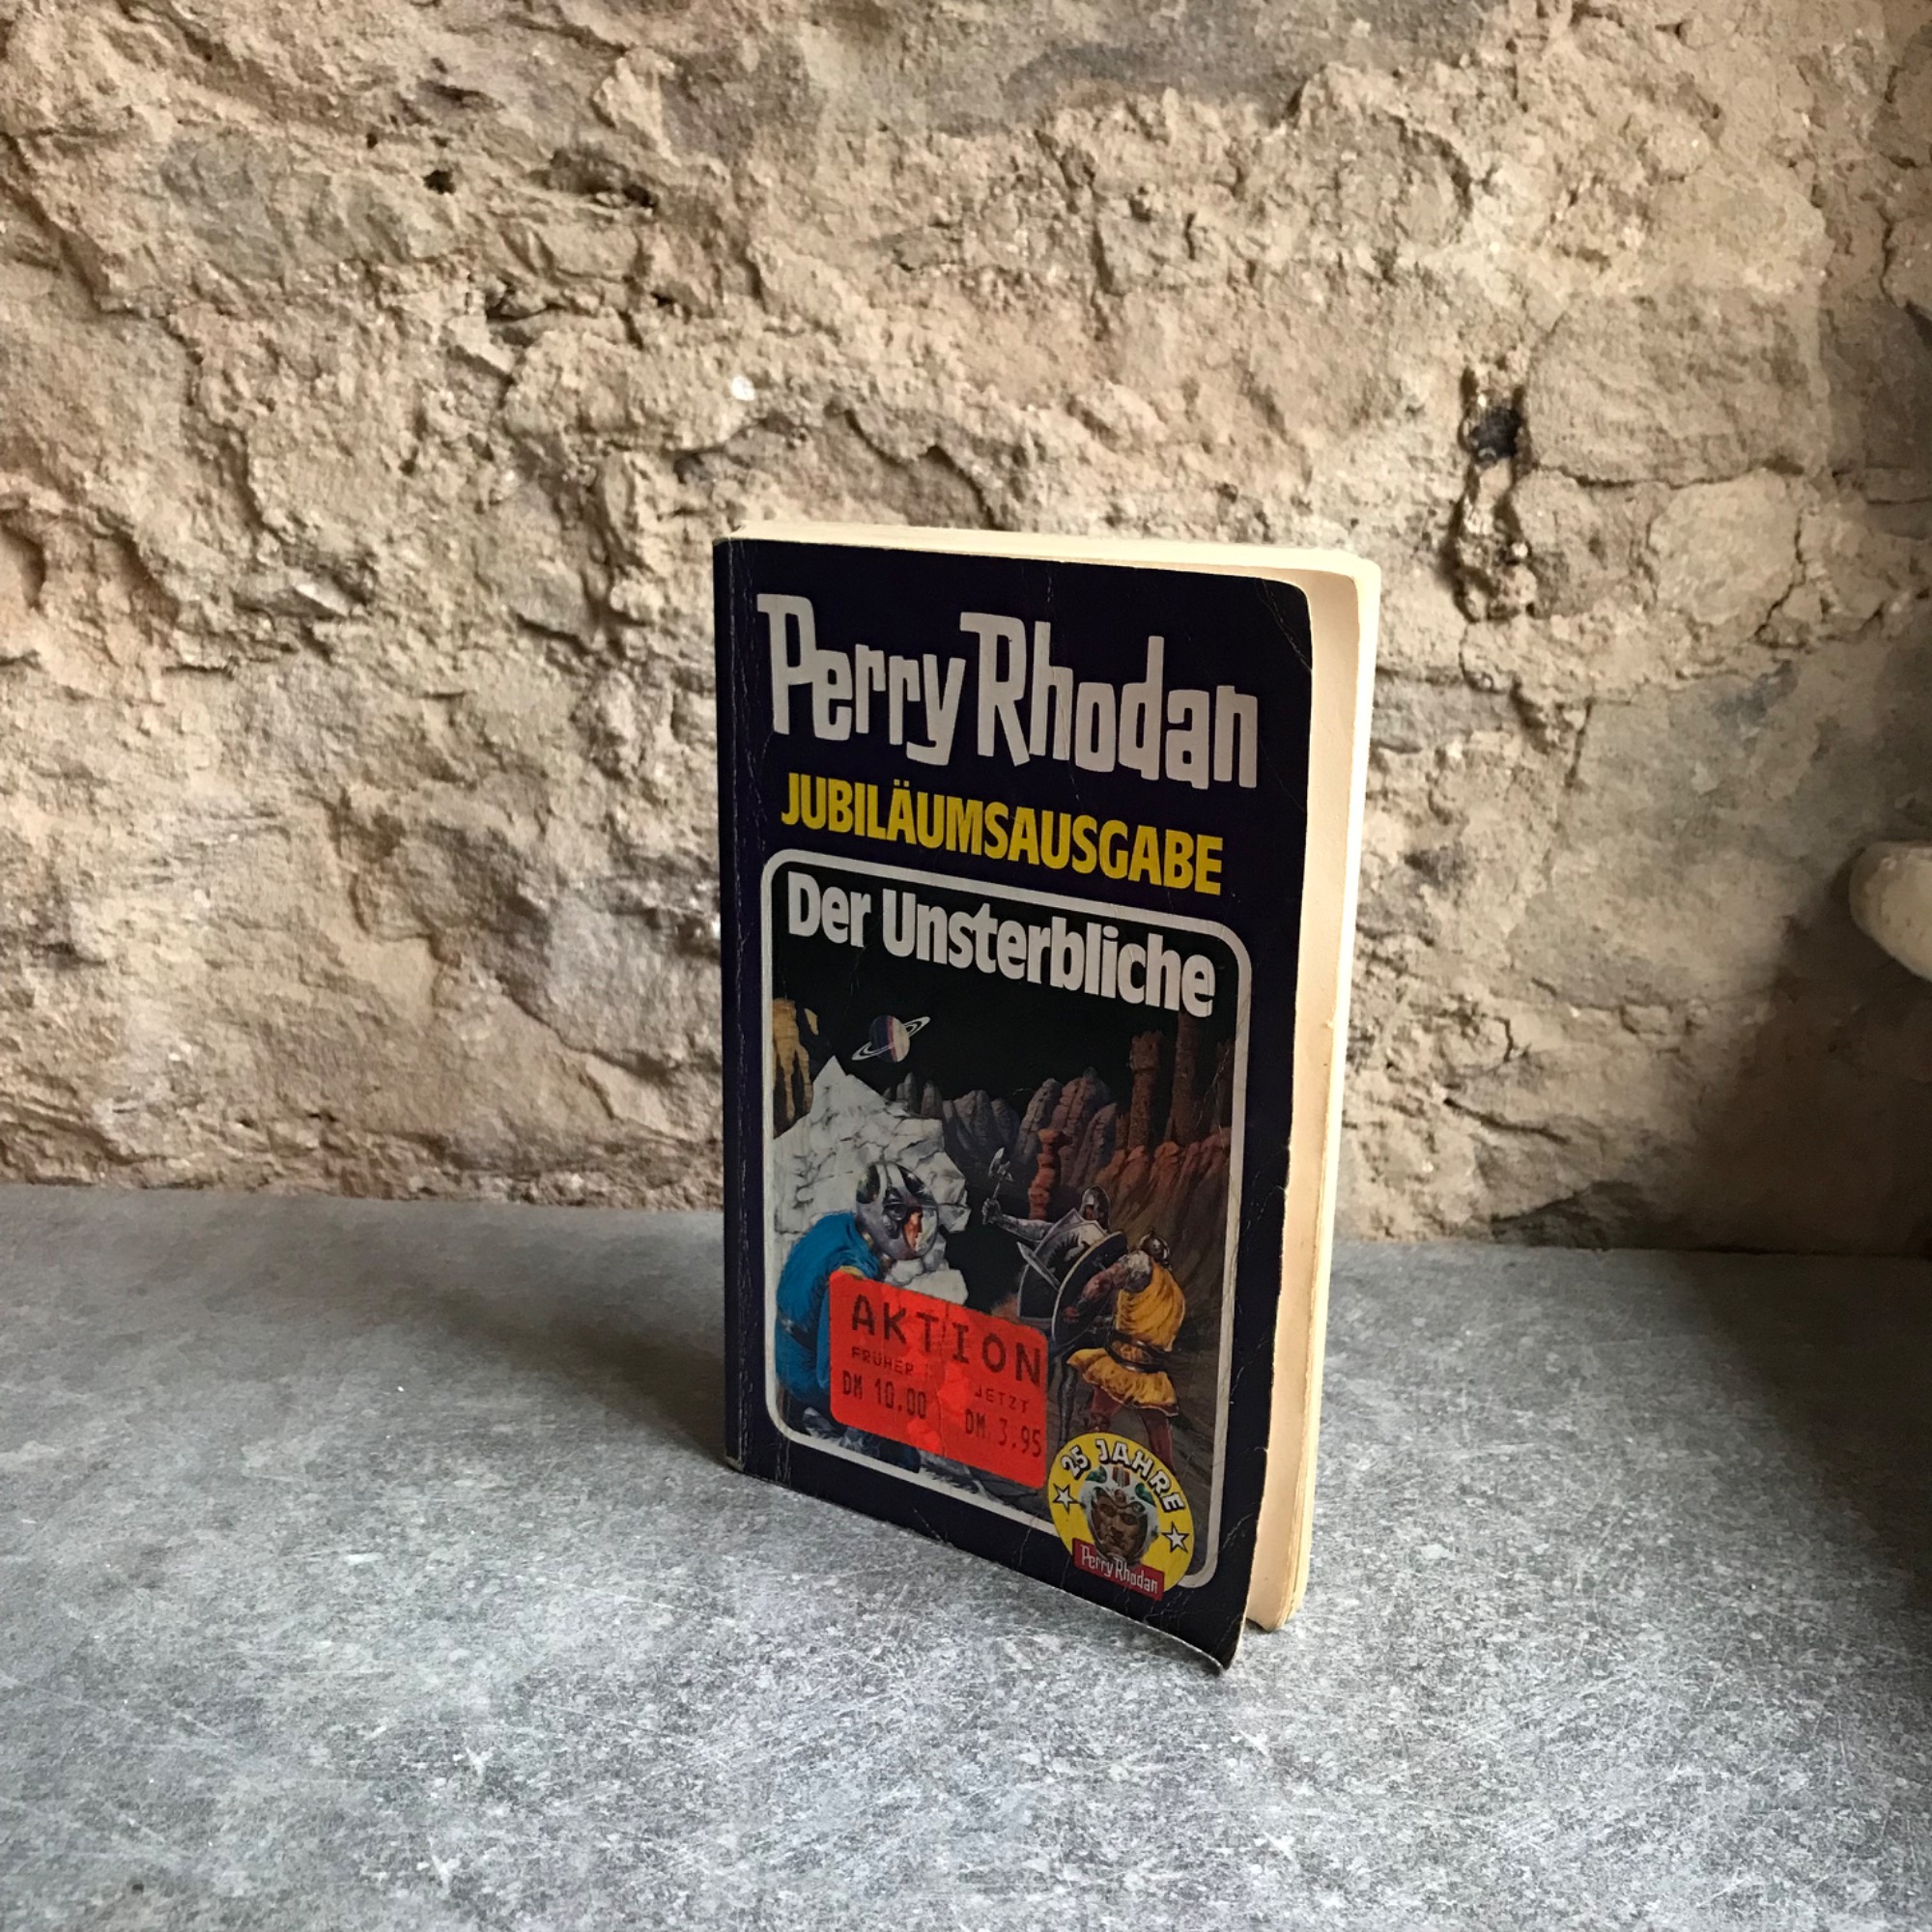 Perry Rhodan
JUBILÄUMSAUSGABE
Der Unsterbliche
AKTION
FRÜHER JETZT
DM 10.00 DM 3.95
25 JAHRE
Perry Rhodan